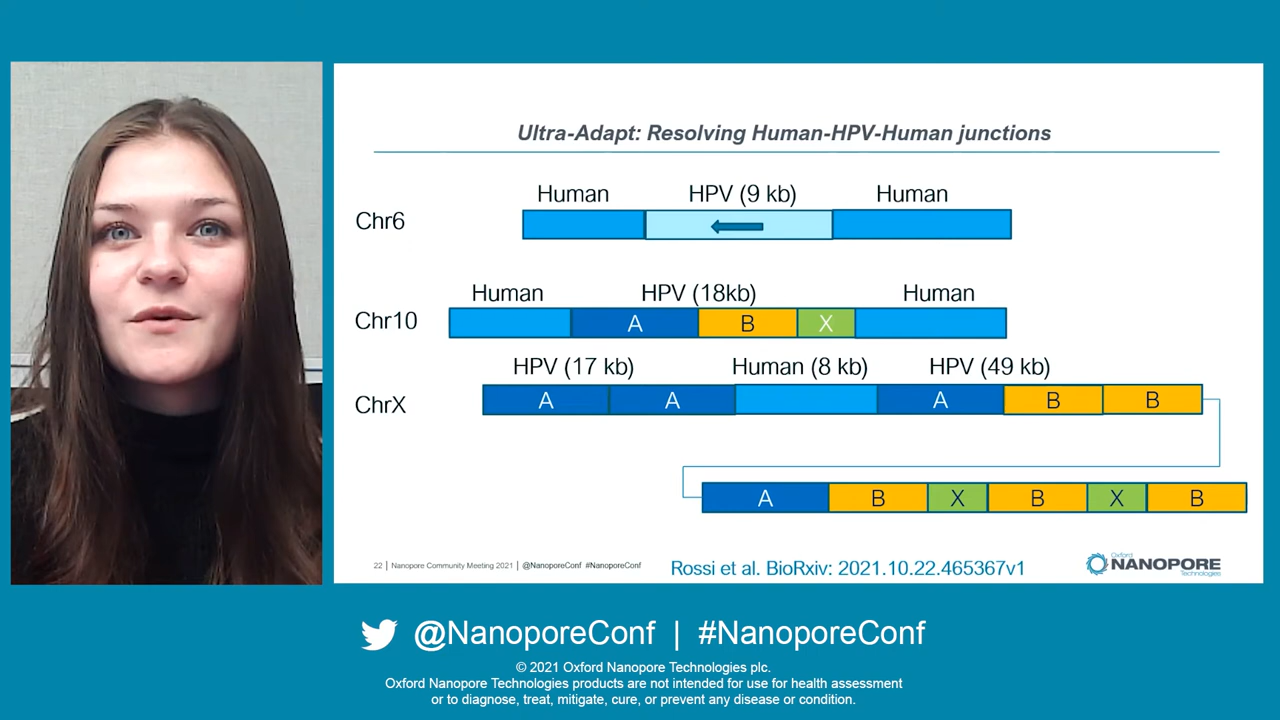 Ultra-Adapt: Resolving Human-HPV-Human junctions
Human HPV (9 kb) Human
Chr6
Human HPV (18kb) Human
Chr10 A B X
HPV (17 kb) Human (8 kb) HPV (49 kb)
ChrX A A A B B
A B X B X B
22 | Nanopore Community Meeting 2021 | @NanoporeConf #NanoporeConf
Rossi et al. BioRxiv: 2021.10.22.465367v1
Oxford
NANOPORE
Technologies
@NanoporeConf | #NanoporeConf
© 2021 Oxford Nanopore Technologies plc.
Oxford Nanopore Technologies products are not intended for use for health assessment
or to diagnose, treat, mitigate, cure, or prevent any disease or condition.